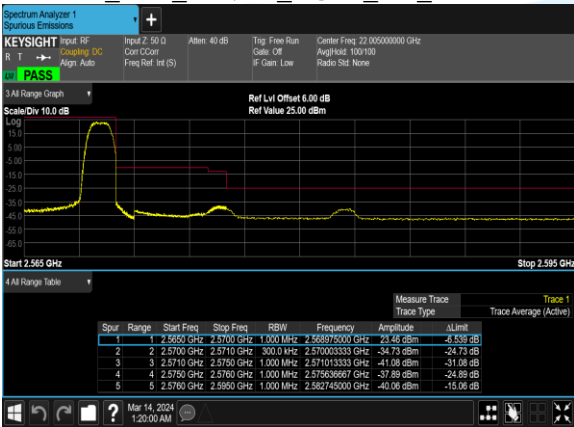 Spectrum Analyzer 1
Spurious Emissions
KEYSIGHT
R T
LXI
PASS
Input: RF
Coupling: DC
Align: Auto
Input Z: 50 Ω
Corr CCorr
Freq Ref: Int (S)
Atten: 40 dB
Trig: Free Run
Gate: Off
IF Gain: Low
Center Freq: 22.005000000 GHz
Avg|Hold: 100/100
Radio Std: None
3 All Range Graph
Ref Lvl Offset 6.00 dB
Scale/Div 10.0 dB
Ref Value 25.00 dBm
Log
15.0
5.00
-5.00
-15.0
-25.0
-35.0
-45.0
-55.0
-65.0
Start 2.565 GHz
Stop 2.595 GHz
4 All Range Table
Measure Trace Trace 1
Trace Type Trace Average (Active)
Spur Range Start Freq Stop Freq RBW Frequency Amplitude ΔLimit
1 1 2.5650 GHz 2.5700 GHz 1.000 MHz 2.568975000 GHz 23.46 dBm -6.539 dB
2 2 2.5700 GHz 2.5710 GHz 300.0 kHz 2.570003333 GHz -34.73 dBm -24.73 dB
3 3 2.5710 GHz 2.5750 GHz 1.000 MHz 2.571013333 GHz -41.08 dBm -31.08 dB
4 4 2.5750 GHz 2.5760 GHz 1.000 MHz 2.575636667 GHz -37.89 dBm -24.89 dB
5 5 2.5760 GHz 2.5950 GHz 1.000 MHz 2.582745000 GHz -40.06 dBm -15.06 dB
?
Mar 14, 2024
1:20:00 AM